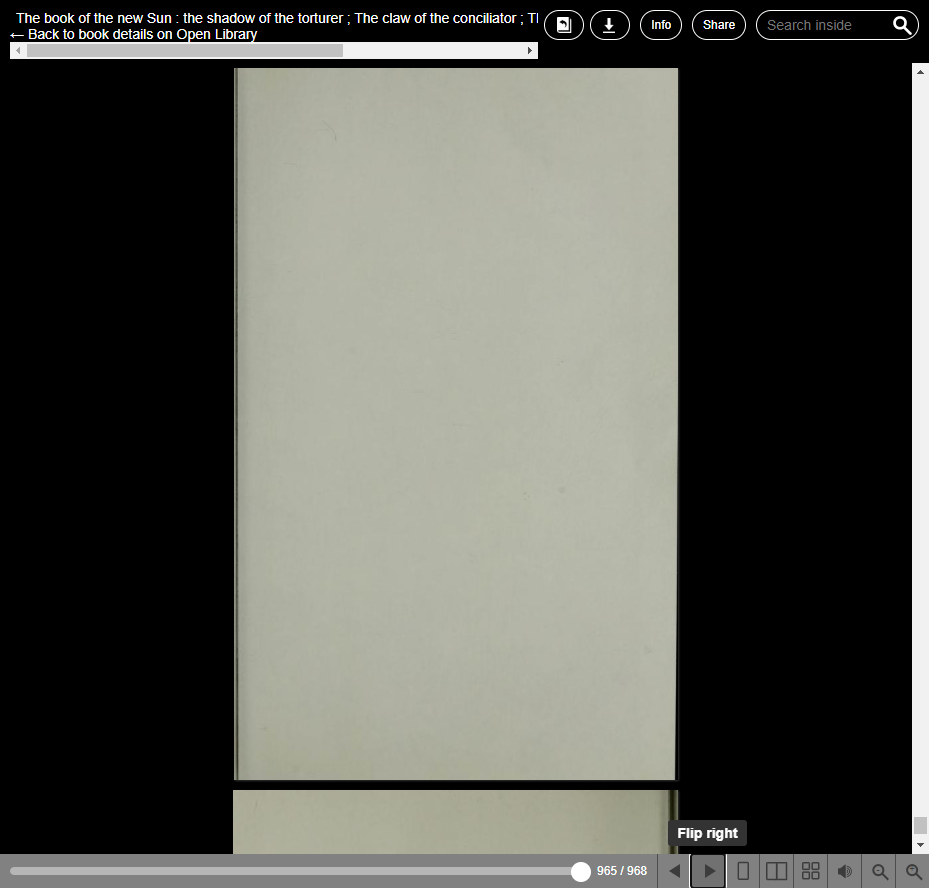 The book of the new Sun : the shadow of the torturer ; The claw of the conciliator ; Tl
← Back to book details on Open Library
Info
Share
Search inside
Flip right
965 / 968